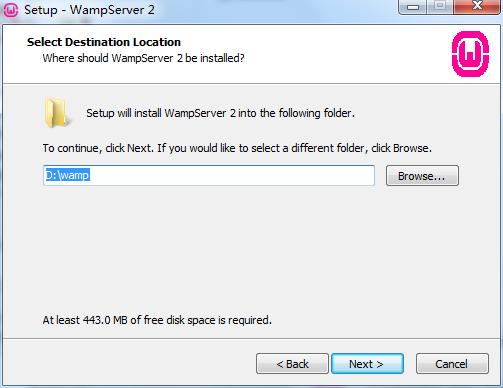 Setup - WampServer 2
Select Destination Location
Where should WampServer 2 be installed?
Setup will install WampServer 2 into the following folder.
To continue, click Next. If you would like to select a different folder, click Browse.
D:\wamp
Browse...
At least 443.0 MB of free disk space is required.
< Back
Next >
Cancel